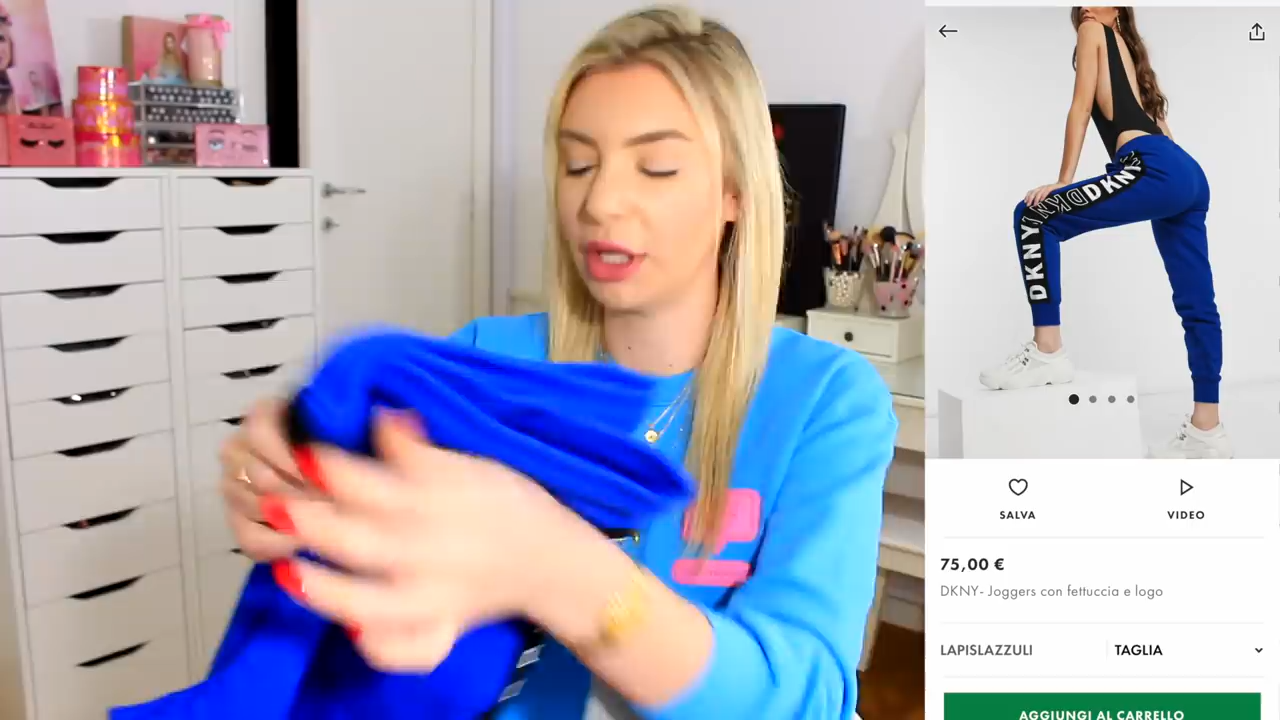 DKNY DKNY DKNY
SALVA
VIDEO
75,00 €
DKNY- Joggers con fettuccia e logo
LAPISLAZZULI
TAGLIA
AGGIUNGI AL CARRELLO